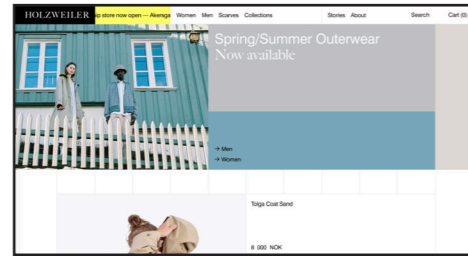 HOLZWEILER
op store now open — Akersga
Women Men Scarves Collections
Stories About
Search
Cart (0)
Spring/Summer Outerwear
Now available
→ Men
→ Women
Tolga Coat Sand
8 000 NOK